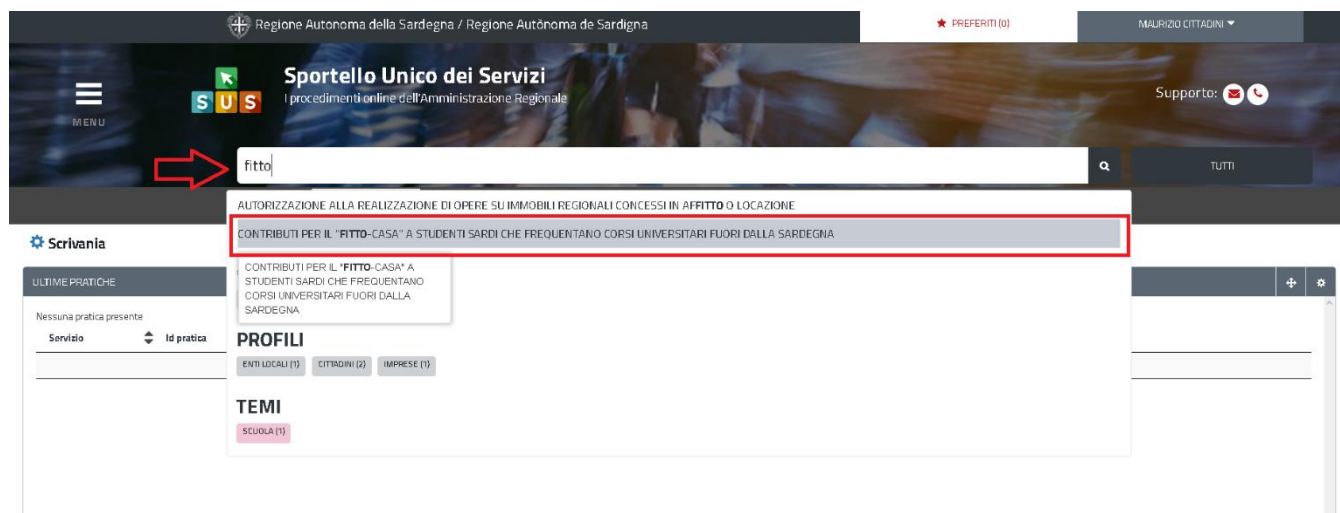 Regione Autonoma della Sardegna / Regione Autònoma de Sardigna
PREFERITI (0)
MAURIZIO CITTADINI
MENU
SUS
Sportello Unico dei Servizi
I procedimenti online dell'Amministrazione Regionale
Supporto:
fitto
TUTTI
AUTORIZZAZIONE ALLA REALIZZAZIONE DI OPERE SU IMMOBILI REGIONALI CONCESSI IN AFFITTO O LOCAZIONE
CONTRIBUTI PER IL "FITTO-CASA" A STUDENTI SARDI CHE FREQUENTANO CORSI UNIVERSITARI FUORI DALLA SARDEGNA
Scrivania
CONTRIBUTI PER IL "FITTO-CASA" A
STUDENTI SARDI CHE FREQUENTANO
CORSI UNIVERSITARI FUORI DALLA
SARDEGNA
ULTIME PRATICHE
Nessuna pratica presente
Servizio
Id pratica
PROFILI
ENTI LOCALI (1)
CITTADINI (2)
IMPRESE (1)
TEMI
SCUOLA (1)